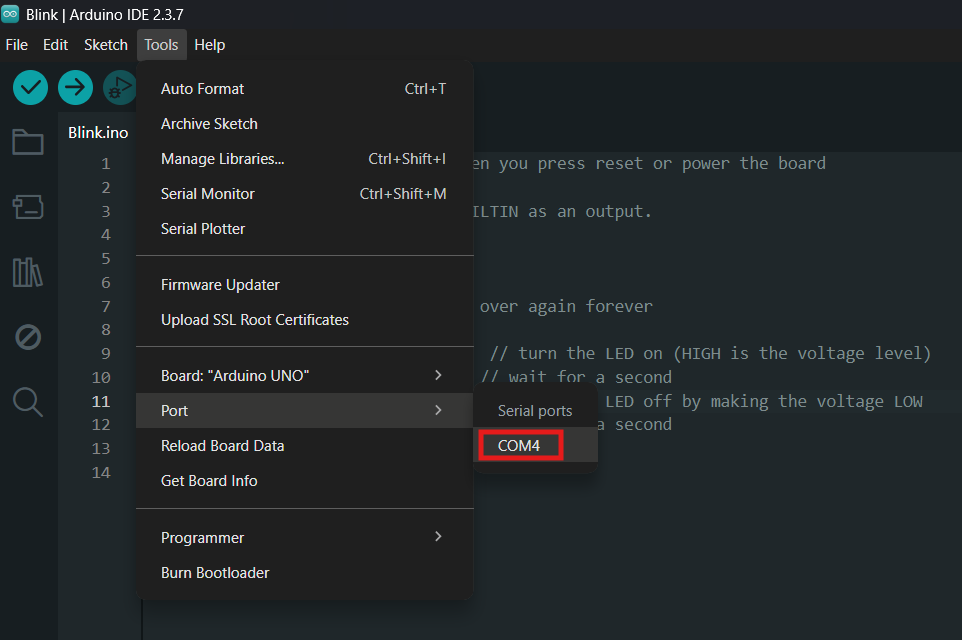 Blink | Arduino IDE 2.3.7
File Edit Sketch Tools Help
Blink.ino
Auto Format Ctrl+T
Archive Sketch
Manage Libraries... Ctrl+Shift+I
Serial Monitor Ctrl+Shift+M
Serial Plotter
Firmware Updater
Upload SSL Root Certificates
Board: "Arduino UNO"
Port
Reload Board Data
Get Board Info
Programmer
Burn Bootloader
Serial ports
COM4
1
2
3
4
5
6
7
8
9
10
11
12
13
14
you press reset or power the board
as an output.
over again forever
// turn the LED on (HIGH is the voltage level)
// wait for a second
LED off by making the voltage LOW
a second